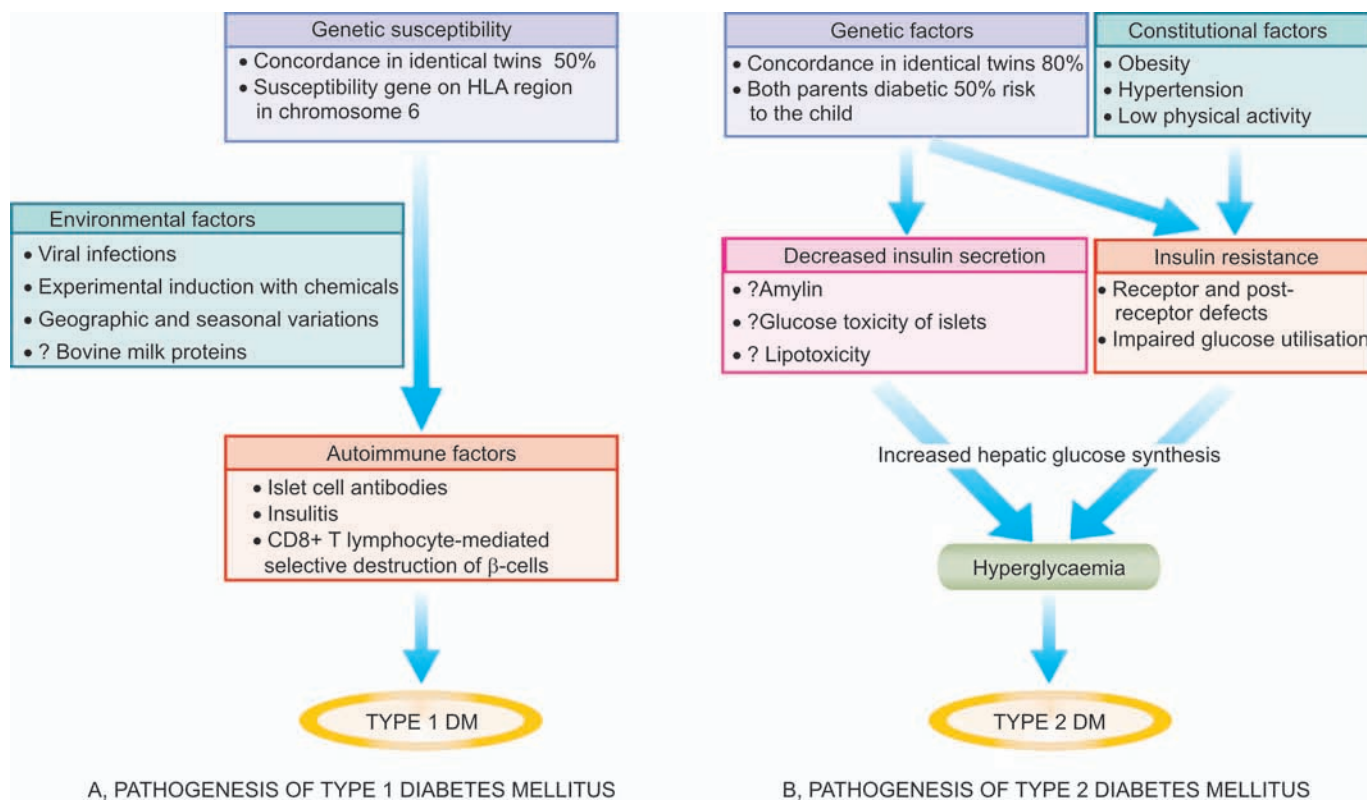 Genetic susceptibility
• Concordance in identical twins 50%
• Susceptibility gene on HLA region
in chromosome 6
Environmental factors
• Viral infections
• Experimental induction with chemicals
• Geographic and seasonal variations
• ? Bovine milk proteins
Autoimmune factors
• Islet cell antibodies
• Insulitis
• CD8+ T lymphocyte-mediated
selective destruction of β-cells
TYPE 1 DM
A, PATHOGENESIS OF TYPE 1 DIABETES MELLITUS
Genetic factors
• Concordance in identical twins 80%
• Both parents diabetic 50% risk
to the child
Constitutional factors
• Obesity
• Hypertension
• Low physical activity
Decreased insulin secretion
• ?Amylin
• ?Glucose toxicity of islets
• ? Lipotoxicity
Insulin resistance
• Receptor and post-
receptor defects
• Impaired glucose utilisation
Increased hepatic glucose synthesis
Hyperglycaemia
TYPE 2 DM
B, PATHOGENESIS OF TYPE 2 DIABETES MELLITUS